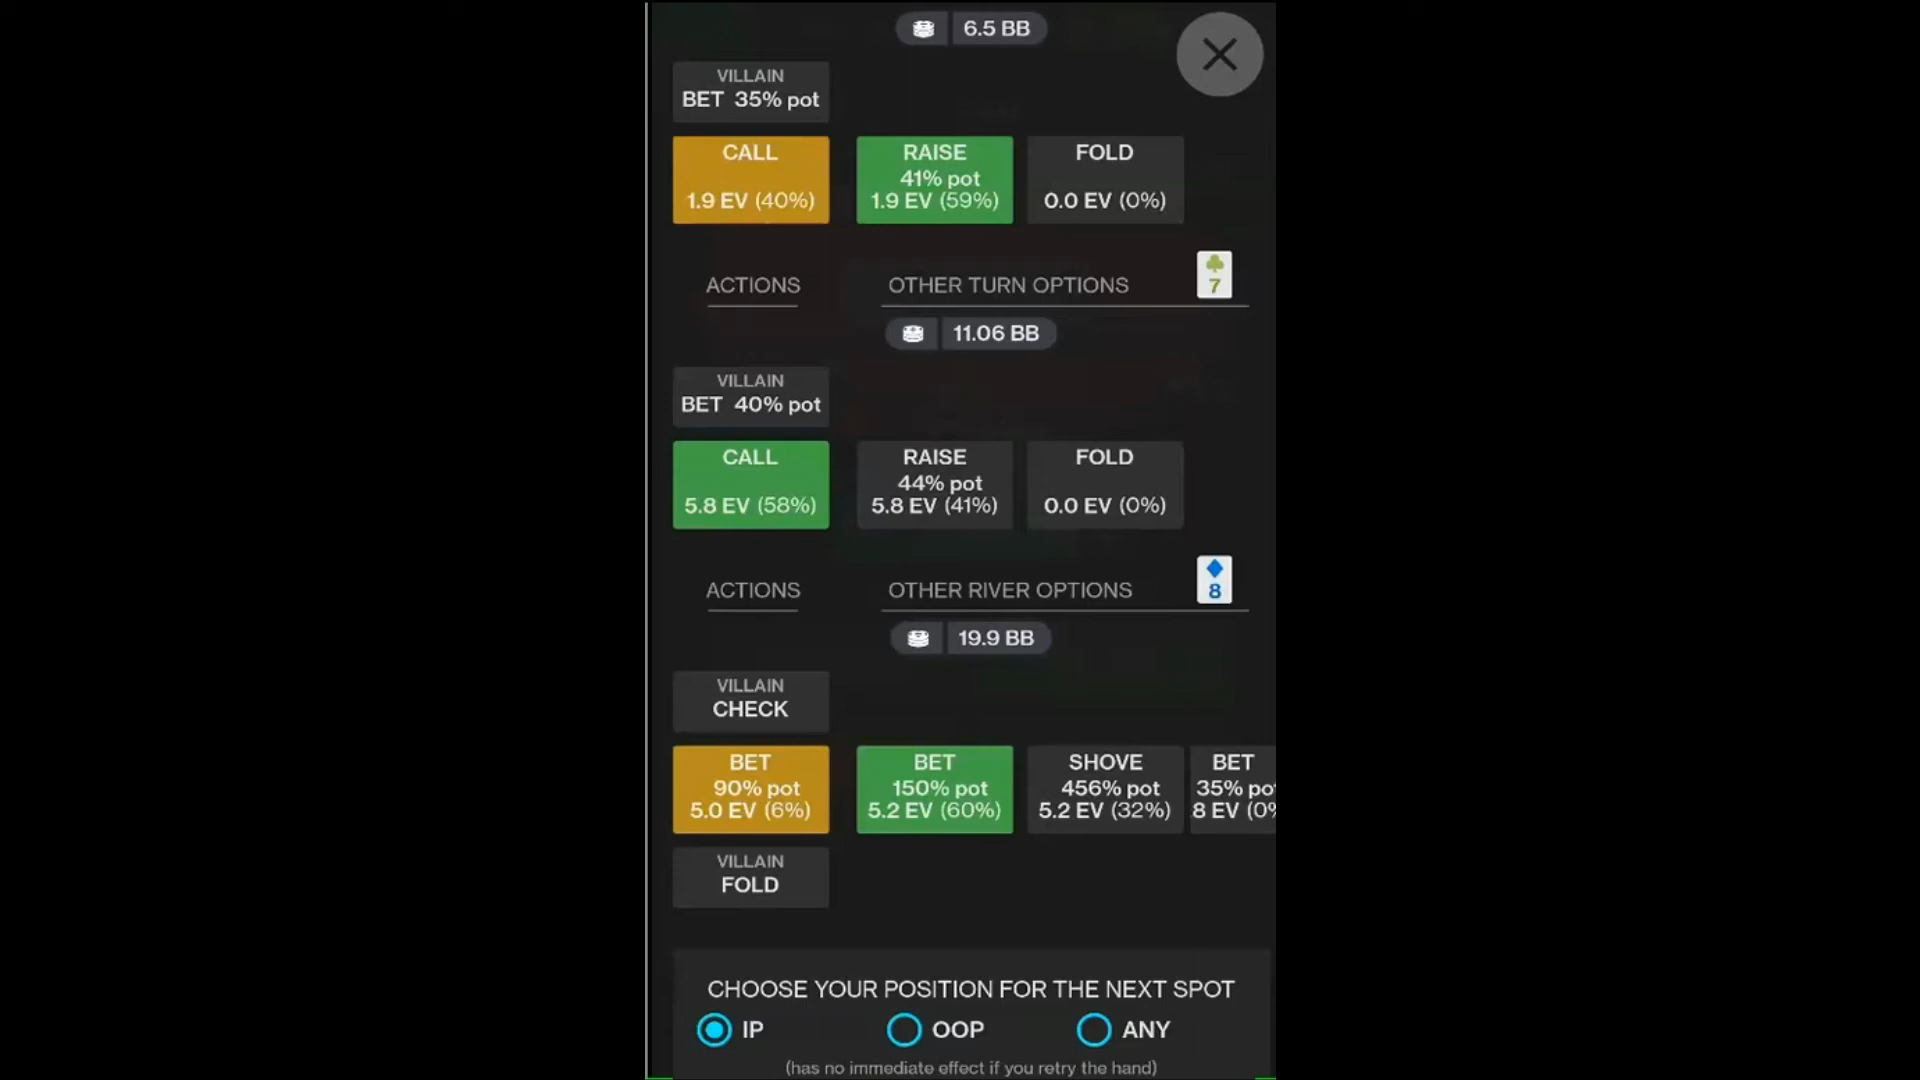 6.5 BB
VILLAIN
BET 35% pot
CALL
1.9 EV (40%)
RAISE
41% pot
1.9 EV (59%)
FOLD
0.0 EV (0%)
ACTIONS
OTHER TURN OPTIONS
7
11.06 BB
VILLAIN
BET 40% pot
CALL
5.8 EV (58%)
RAISE
44% pot
5.8 EV (41%)
FOLD
0.0 EV (0%)
ACTIONS
OTHER RIVER OPTIONS
8
19.9 BB
VILLAIN
CHECK
BET
90% pot
5.0 EV (6%)
BET
150% pot
5.2 EV (60%)
SHOVE
456% pot
5.2 EV (32%)
BET
35% po
8 EV (0%
VILLAIN
FOLD
CHOOSE YOUR POSITION FOR THE NEXT SPOT
IP
OOP
ANY
(has no immediate effect if you retry the hand)